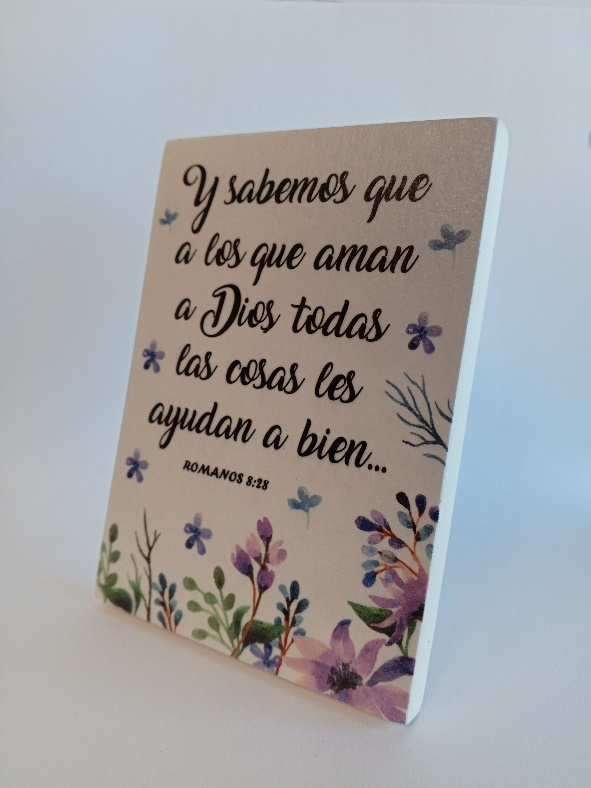 Y sabemos que
a los que aman
a Dios todas
las cosas les
ayudan a bien...
ROMANOS 8:28